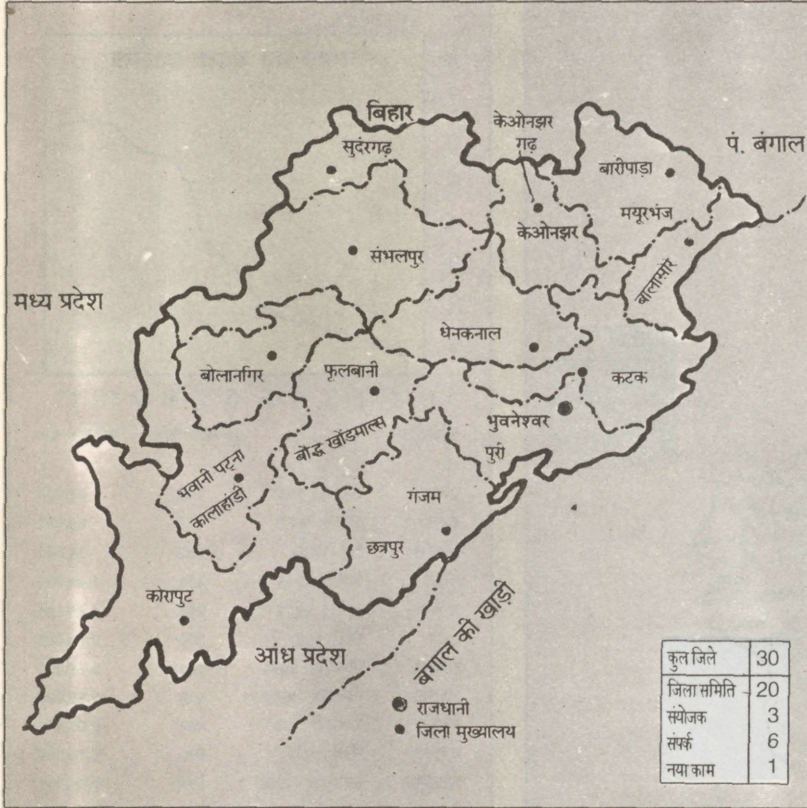 बिहार
केओनझर
गढ़
सुदंरगढ़
बारीपाड़ा
पं. बंगाल
मयूरभंज
केओनझर
संभलपुर
बालासोर
मध्य प्रदेश
धेनकनाल
बोलानगिर
फूलबानी
कटक
भुवनेश्वर
बौद्ध खोंडमाल्स
पुरी
भवानी पट्ना
कालाहांडी
गंजम
छत्रपुर
कोरापुट
आंध्र प्रदेश
बंगाल की खाड़ी
राजधानी
जिला मुख्यालय
कुल जिले 30
जिला समिति - 20
संयोजक 3
संपर्क 6
नया काम 1